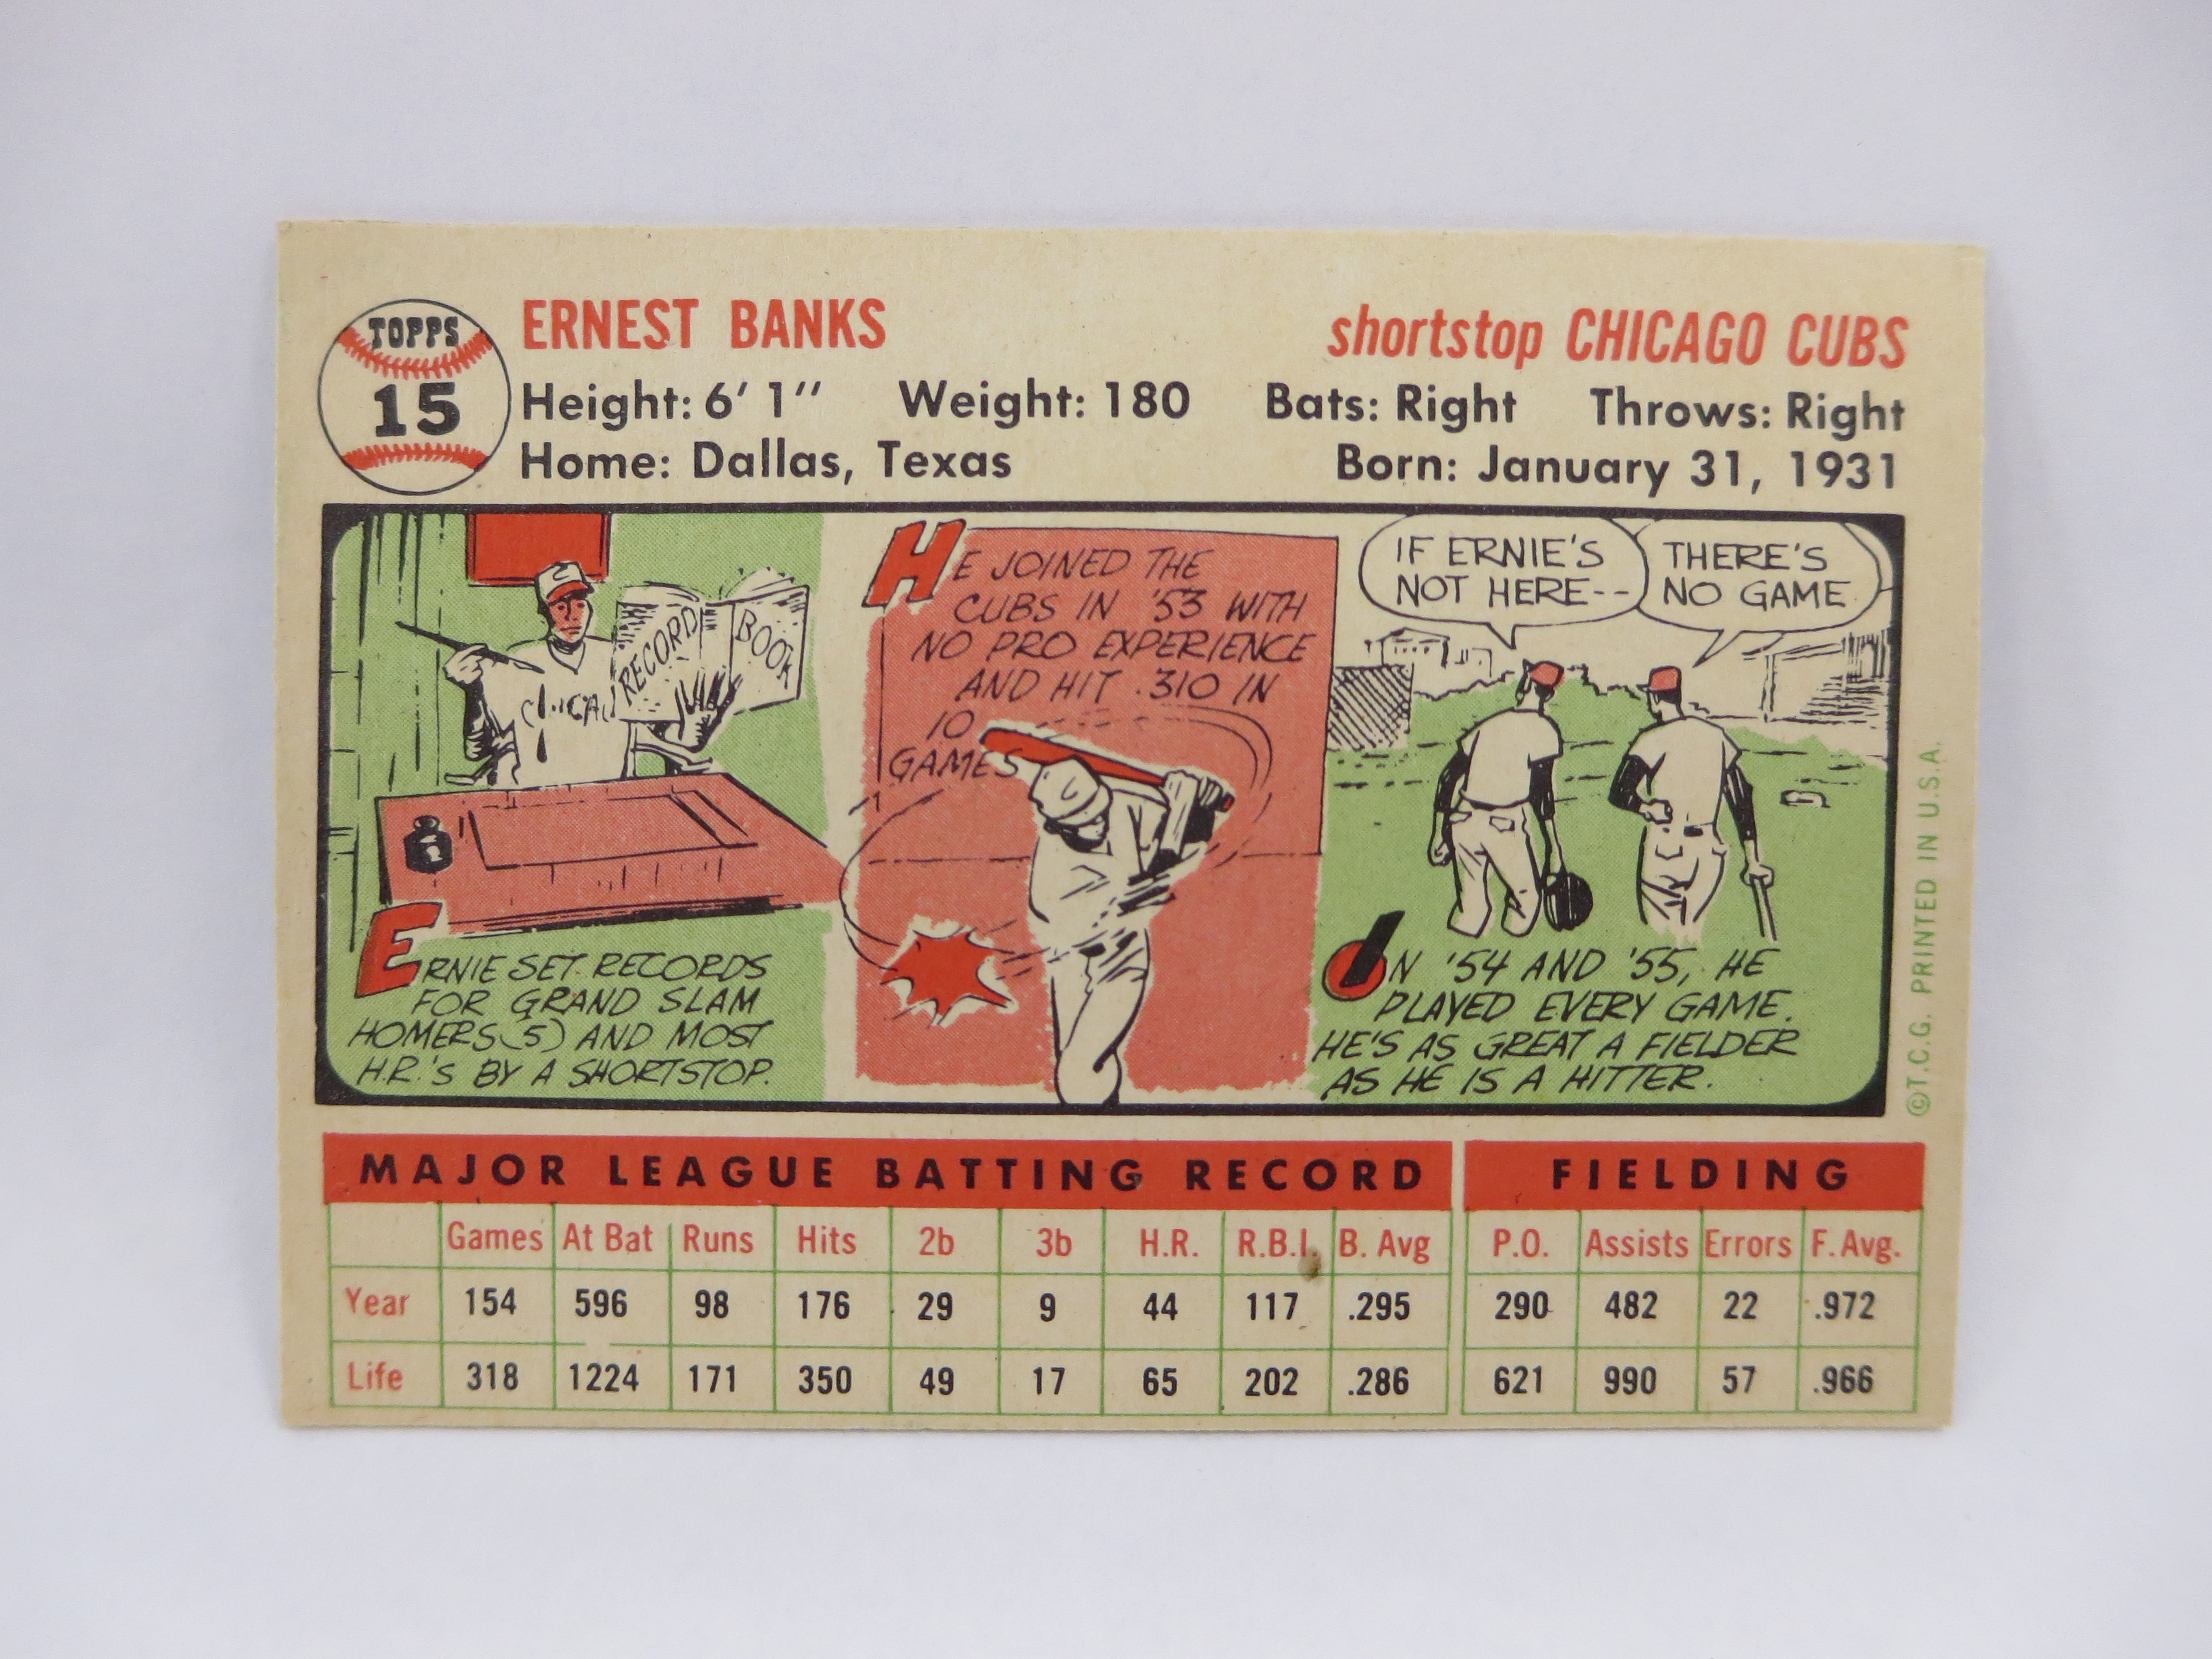 TOPPS
15
ERNEST BANKS
shortstop CHICAGO CUBS
Height: 6' 1" Weight: 180 Bats: Right Throws: Right
Home: Dallas, Texas Born: January 31, 1931
RECORD BOOK
ERNIE SET RECORDS
FOR GRAND SLAM
HOMERS (5) AND MOST
H.R.'S BY A SHORTSTOP.
HE JOINED THE
CUBS IN '53 WITH
NO PRO EXPERIENCE
AND HIT .310 IN
10
GAMES
IF ERNIE'S
NOT HERE--
THERE'S
NO GAME
IN '54 AND '55, HE
PLAYED EVERY GAME.
HE'S AS GREAT A FIELDER
AS HE IS A HITTER.
©T.C.G. PRINTED IN U.S.A.
MAJOR LEAGUE BATTING RECORD FIELDING
Games At Bat Runs Hits 2b 3b H.R. R.B.I. B. Avg P.O. Assists Errors F. Avg.
Year 154 596 98 176 29 9 44 117 .295 290 482 22 .972
Life 318 1224 171 350 49 17 65 202 .286 621 990 57 .966